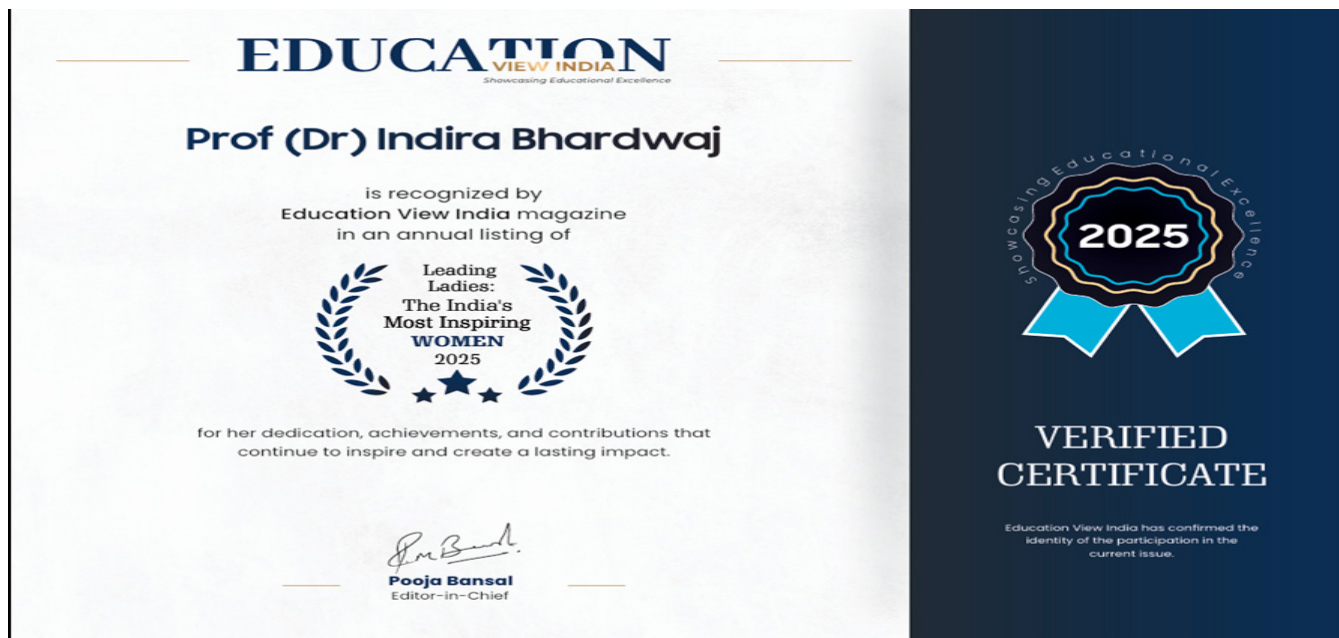 EDUCATION
VIEW INDIA
Showcasing Educational Excellence
Prof (Dr) Indira Bhardwaj
is recognized by
Education View India magazine
in an annual listing of
Leading
Ladies:
The India's
Most Inspiring
WOMEN
2025
for her dedication, achievements, and contributions that
continue to inspire and create a lasting impact.
Pooja Bansal
Editor-in-Chief
Showcasing Educational Excellence
2025
VERIFIED
CERTIFICATE
Education View India has confirmed the
identity of the participation in the
current issue.